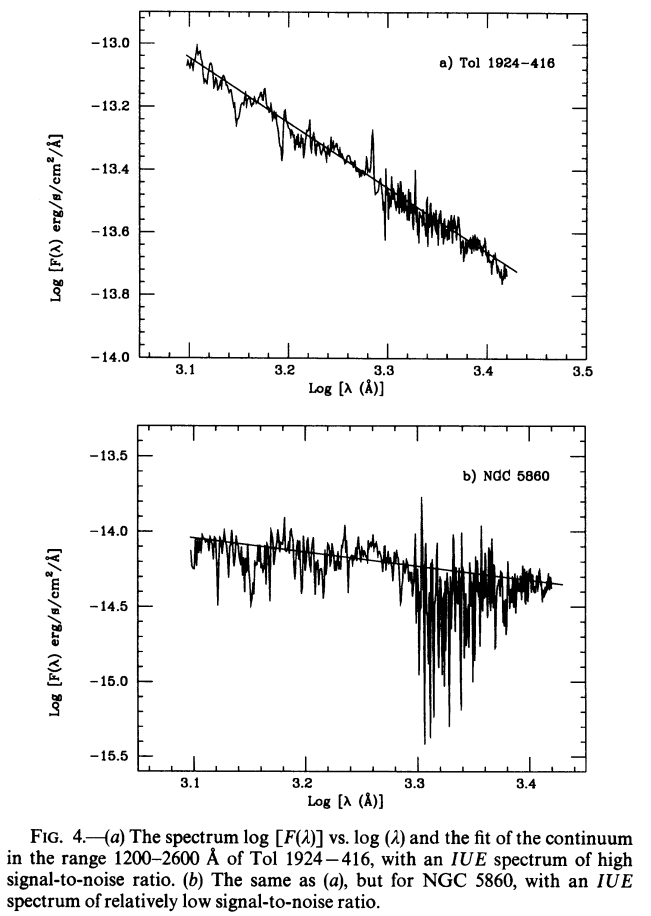 a) Tol 1924−416
−13.0
−13.2
−13.4
−13.6
−13.8
−14.0
Log [F(λ) erg/s/cm²/Å]
3.1 3.2 3.3 3.4 3.5
Log [λ (Å)]
b) NGC 5860
−13.5
−14.0
−14.5
−15.0
−15.5
Log [F(λ) erg/s/cm²/Å]
3.1 3.2 3.3 3.4
Log [λ (Å)]
FIG. 4.—(a) The spectrum log [F(λ)] vs. log (λ) and the fit of the continuum
in the range 1200–2600 Å of Tol 1924−416, with an IUE spectrum of high
signal-to-noise ratio. (b) The same as (a), but for NGC 5860, with an IUE
spectrum of relatively low signal-to-noise ratio.